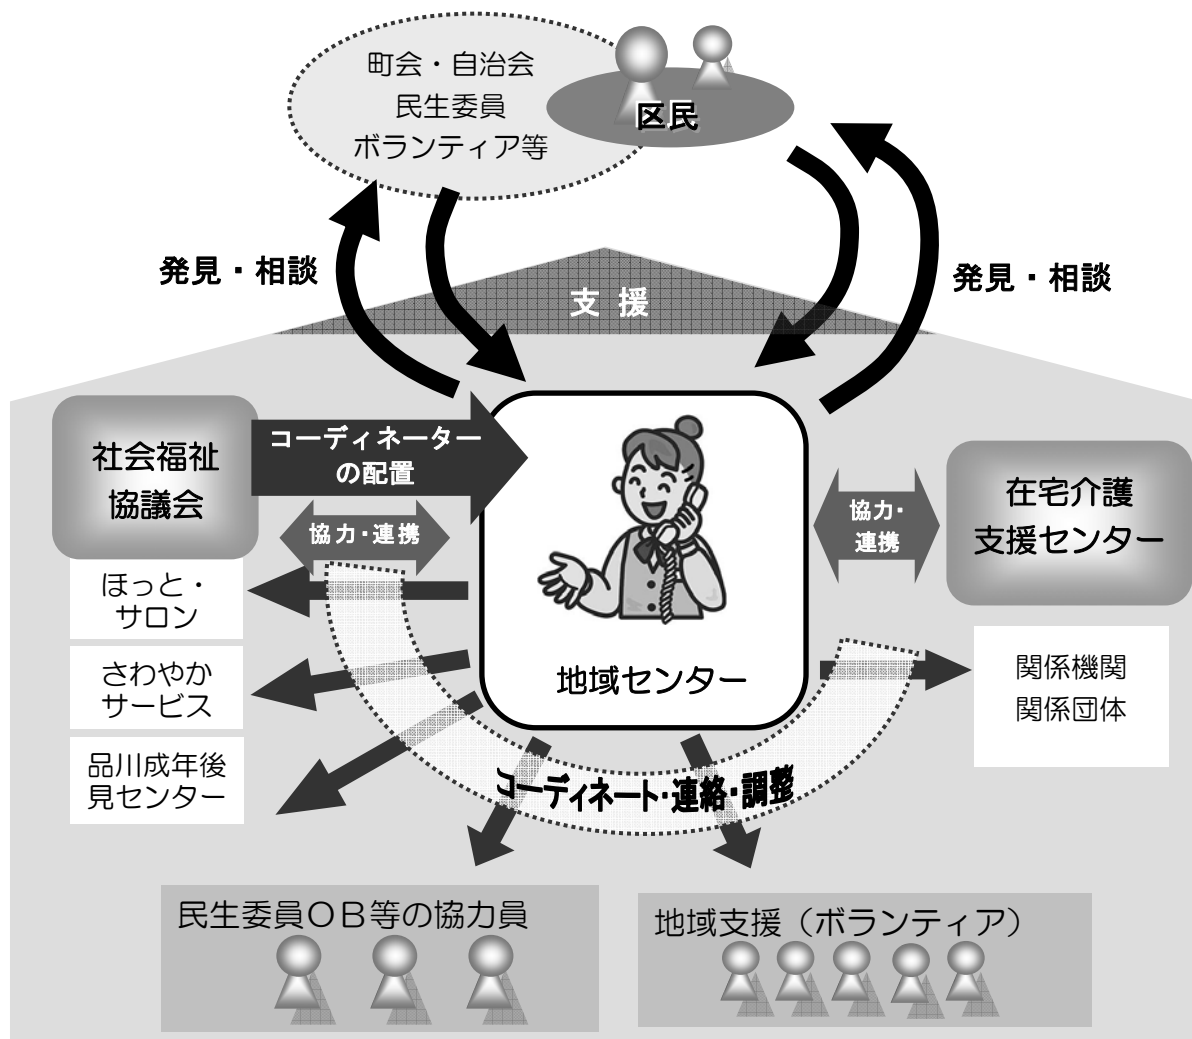 町会・自治会
民生委員
ボランティア等
区民
発見・相談
発見・相談
支 援
社会福祉
協議会
コーディネーター
の配置
協力・連携
協力・
連携
在宅介護
支援センター
ほっと・
サロン
さわやか
サービス
品川成年後
見センター
地域センター
関係機関
関係団体
コーディネート・連絡・調整
民生委員ＯＢ等の協力員
地域支援（ボランティア）